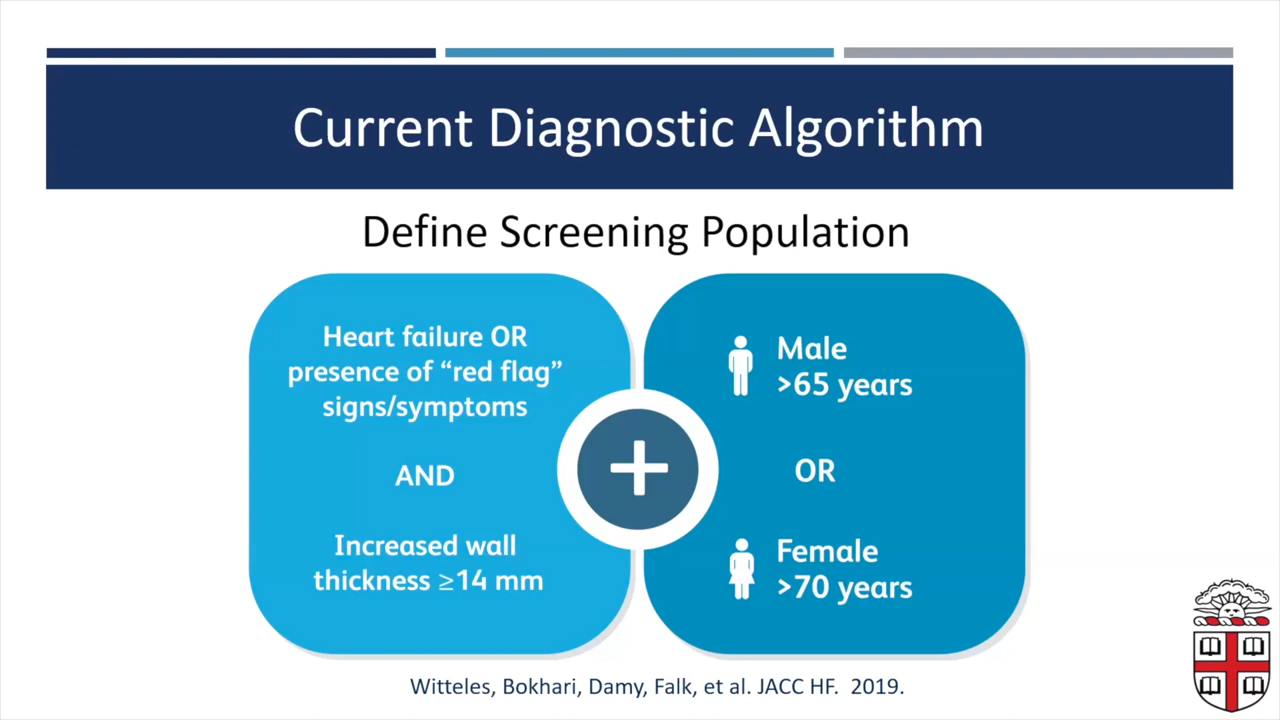 Current Diagnostic Algorithm
Define Screening Population
Heart failure OR
presence of “red flag”
signs/symptoms
AND
Increased wall
thickness ≥14 mm
+
Male
>65 years
OR
Female
>70 years
Witteles, Bokhari, Damy, Falk, et al. JACC HF.  2019.